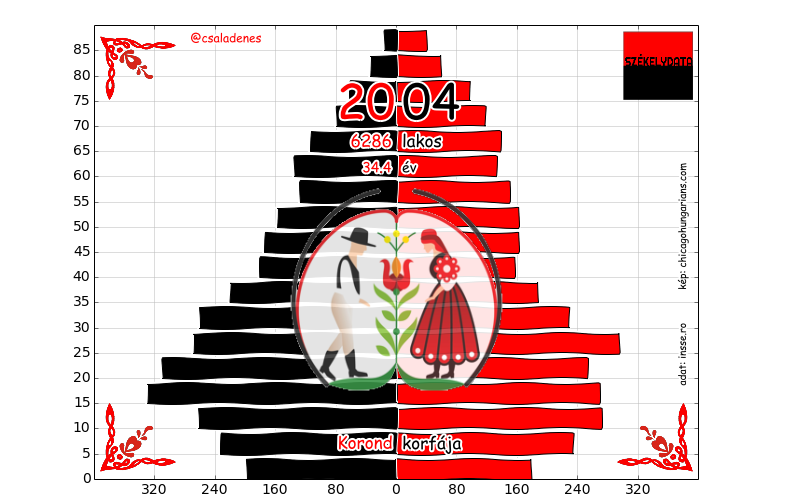 @csaladenes
SZÉKELYDATA
2004
6286 lakos
34.4 év
kép: chicagohungarians.com
adat: insse.ro
Korond korfája
85
80
75
70
65
60
55
50
45
40
35
30
25
20
15
10
5
0
320 240 160 80 0 80 160 240 320